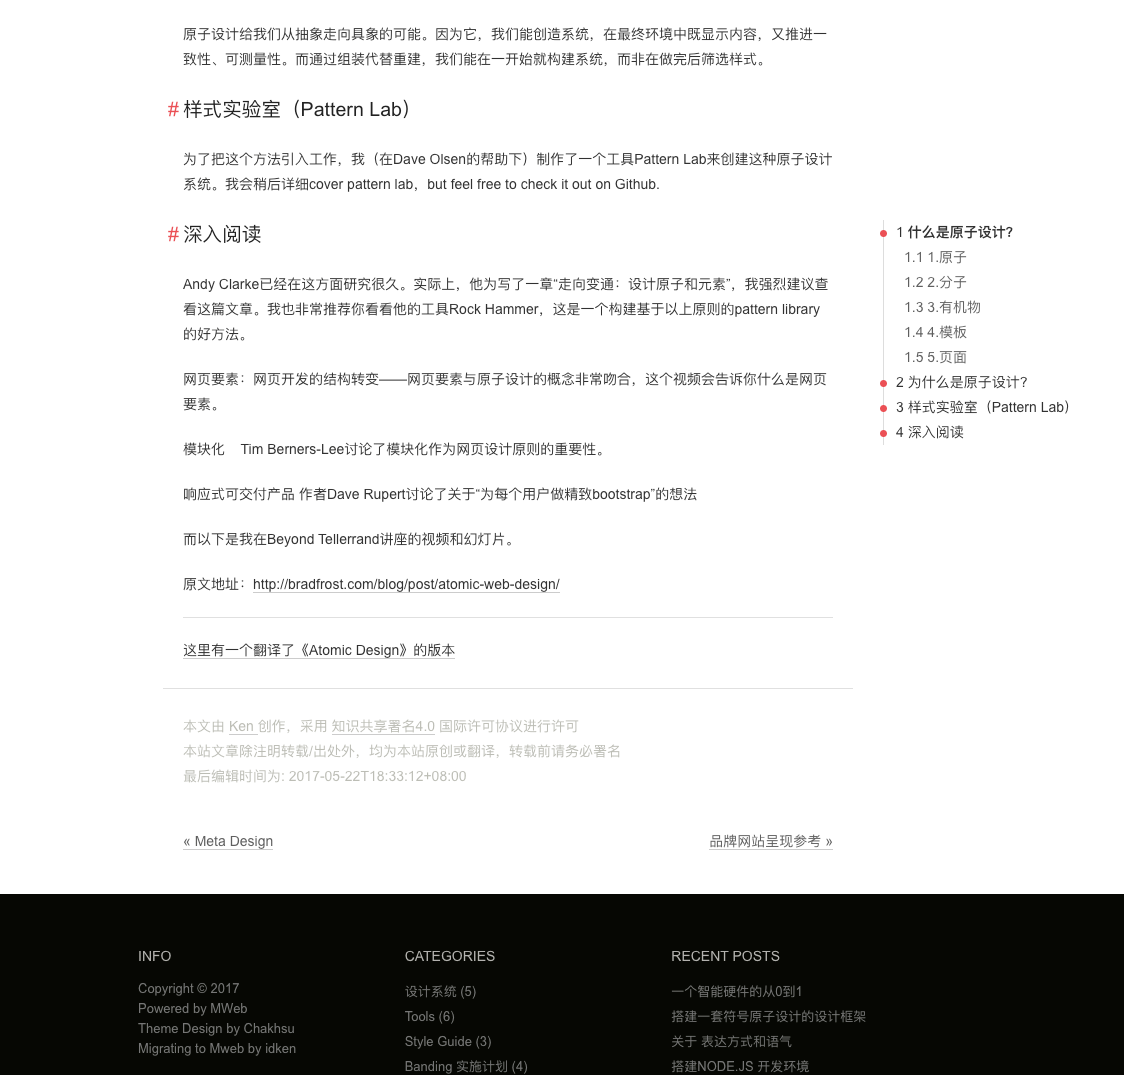 原子设计给我们从抽象走向具象的可能。因为它，我们能创造系统，在最终环境中既显示内容，又推进一
致性、可测量性。而通过组装代替重建，我们能在一开始就构建系统，而非在做完后筛选样式。
# 样式实验室（Pattern Lab）
为了把这个方法引入工作，我（在Dave Olsen的帮助下）制作了一个工具Pattern Lab来创建这种原子设计
系统。我会稍后详细cover pattern lab，but feel free to check it out on Github.
# 深入阅读
Andy Clarke已经在这方面研究很久。实际上，他为写了一章“走向变通：设计原子和元素”，我强烈建议查
看这篇文章。我也非常推荐你看看他的工具Rock Hammer，这是一个构建基于以上原则的pattern library
的好方法。
网页要素：网页开发的结构转变——网页要素与原子设计的概念非常吻合，这个视频会告诉你什么是网页
要素。
模块化　Tim Berners-Lee讨论了模块化作为网页设计原则的重要性。
响应式可交付产品 作者Dave Rupert讨论了关于“为每个用户做精致bootstrap”的想法
而以下是我在Beyond Tellerrand讲座的视频和幻灯片。
原文地址：http://bradfrost.com/blog/post/atomic-web-design/
这里有一个翻译了《Atomic Design》的版本
1 什么是原子设计?
1.1 1.原子
1.2 2.分子
1.3 3.有机物
1.4 4.模板
1.5 5.页面
2 为什么是原子设计?
3 样式实验室（Pattern Lab）
4 深入阅读
本文由 Ken 创作，采用 知识共享署名4.0 国际许可协议进行许可
本站文章除注明转载/出处外，均为本站原创或翻译，转载前请务必署名
最后编辑时间为: 2017-05-22T18:33:12+08:00
« Meta Design
品牌网站呈现参考 »
INFO
Copyright © 2017
Powered by MWeb
Theme Design by Chakhsu
Migrating to Mweb by idken
CATEGORIES
设计系统 (5)
Tools (6)
Style Guide (3)
Banding 实施计划 (4)
RECENT POSTS
一个智能硬件的从0到1
搭建一套符号原子设计的设计框架
关于 表达方式和语气
搭建NODE.JS 开发环境